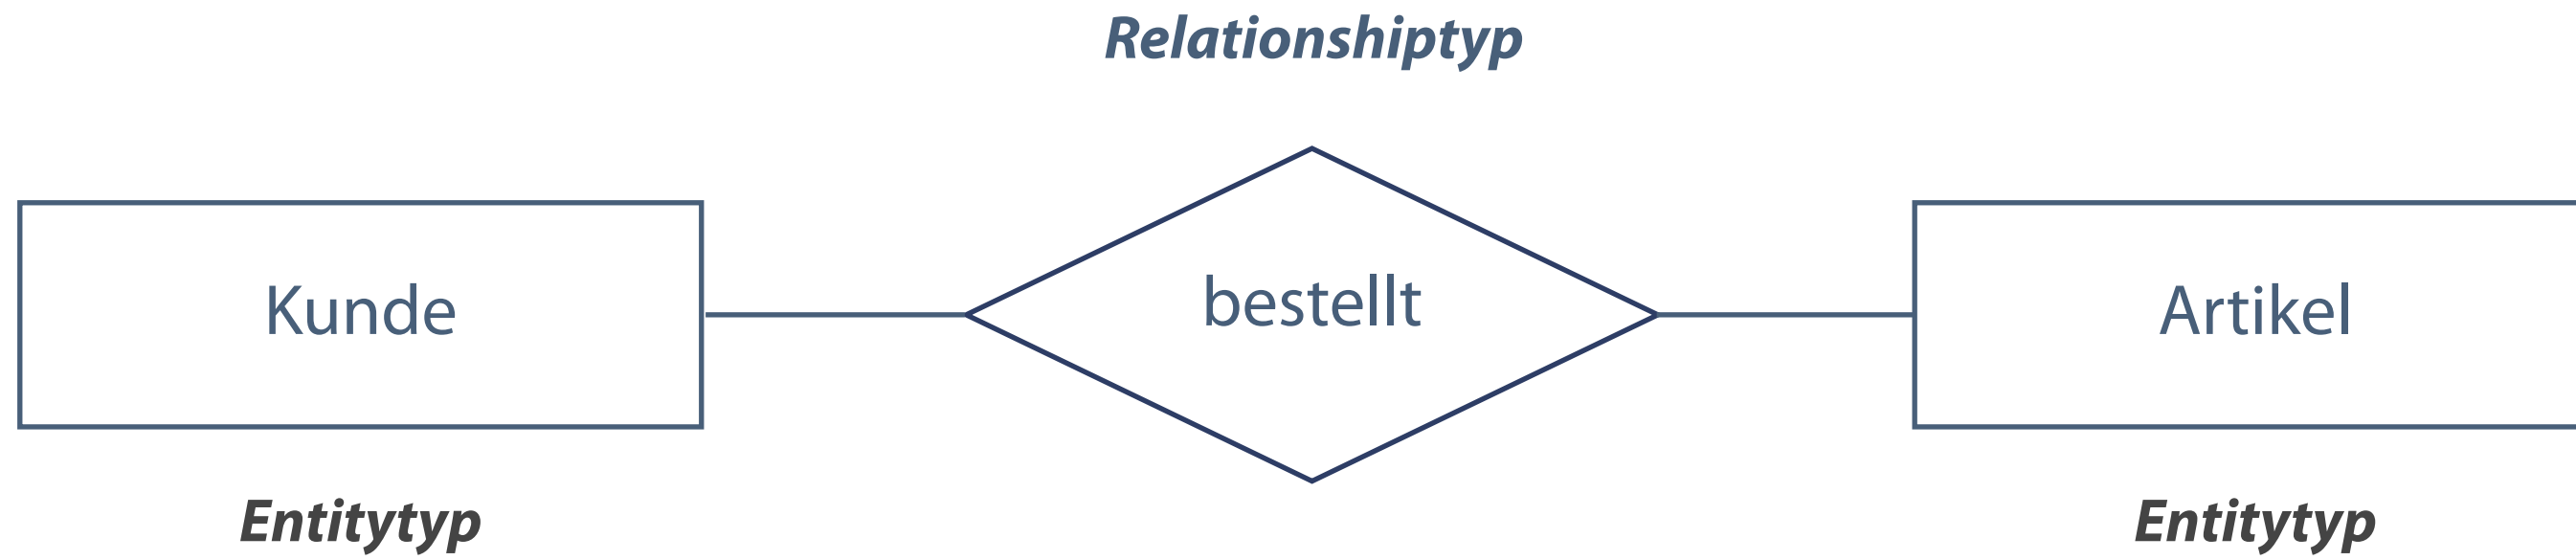 Relationshiptyp
Kunde
bestellt
Artikel
Entitytyp
Entitytyp